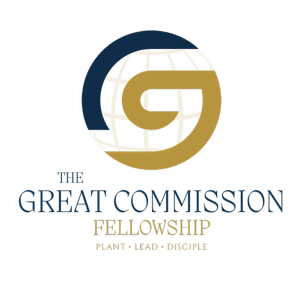 THE
GREAT COMMISSION
FELLOWSHIP
PLANT • LEAD • DISCIPLE